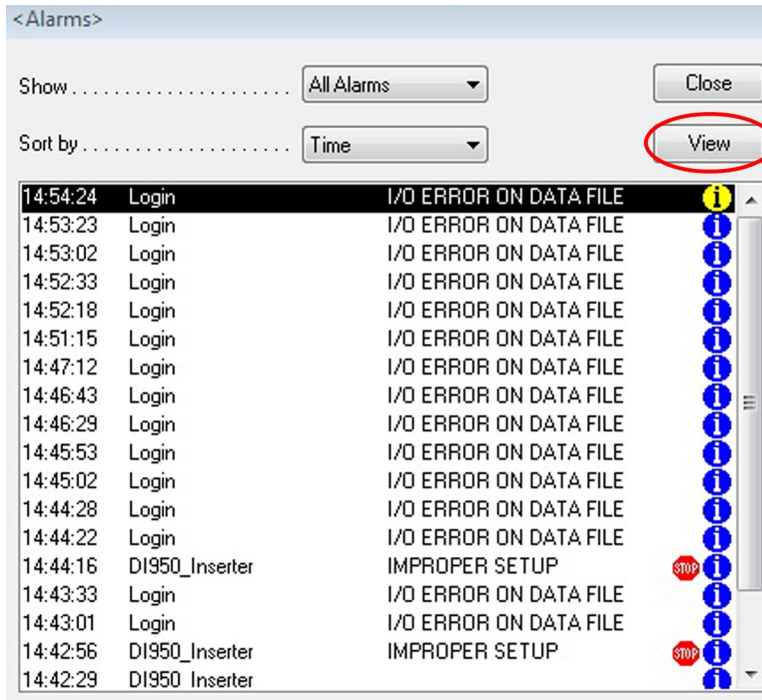 <Alarms>
Show . . . . . . . . . . . . . . . . . . . . . . All Alarms Close
Sort by . . . . . . . . . . . . . . . . . . . . . Time View
14:54:24 Login I/O ERROR ON DATA FILE
14:53:23 Login I/O ERROR ON DATA FILE
14:53:02 Login I/O ERROR ON DATA FILE
14:52:33 Login I/O ERROR ON DATA FILE
14:52:18 Login I/O ERROR ON DATA FILE
14:51:15 Login I/O ERROR ON DATA FILE
14:47:12 Login I/O ERROR ON DATA FILE
14:46:43 Login I/O ERROR ON DATA FILE
14:46:29 Login I/O ERROR ON DATA FILE
14:45:53 Login I/O ERROR ON DATA FILE
14:45:02 Login I/O ERROR ON DATA FILE
14:44:28 Login I/O ERROR ON DATA FILE
14:44:22 Login I/O ERROR ON DATA FILE
14:44:16 DI950_Inserter IMPROPER SETUP STOP
14:43:33 Login I/O ERROR ON DATA FILE
14:43:01 Login I/O ERROR ON DATA FILE
14:42:56 DI950_Inserter IMPROPER SETUP STOP
14:42:29 DI950 Inserter